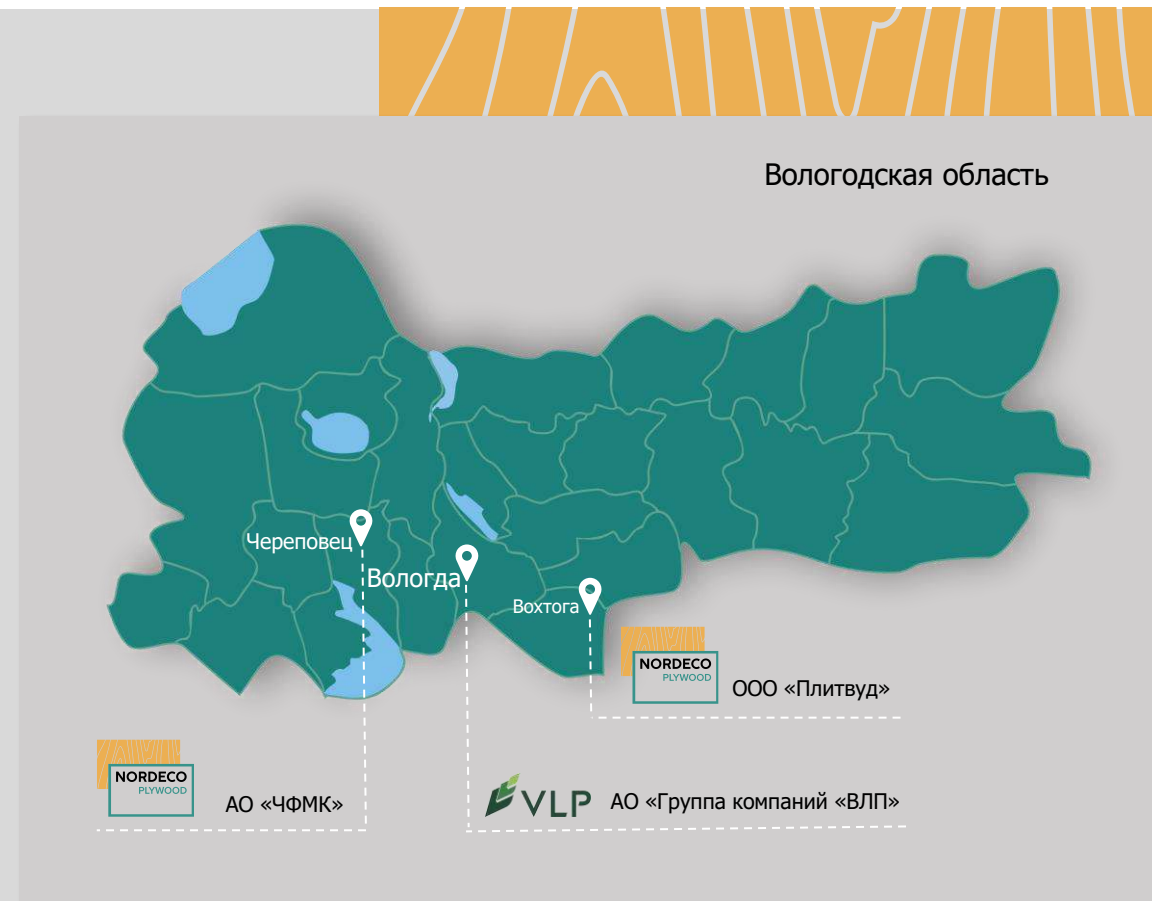 Вологодская область
Череповец
Вологда
Вохтога
NORDECO
PLYWOOD
ООО «Плитвуд»
NORDECO
PLYWOOD
АО «ЧФМК»
VLP
АО «Группа компаний «ВЛП»